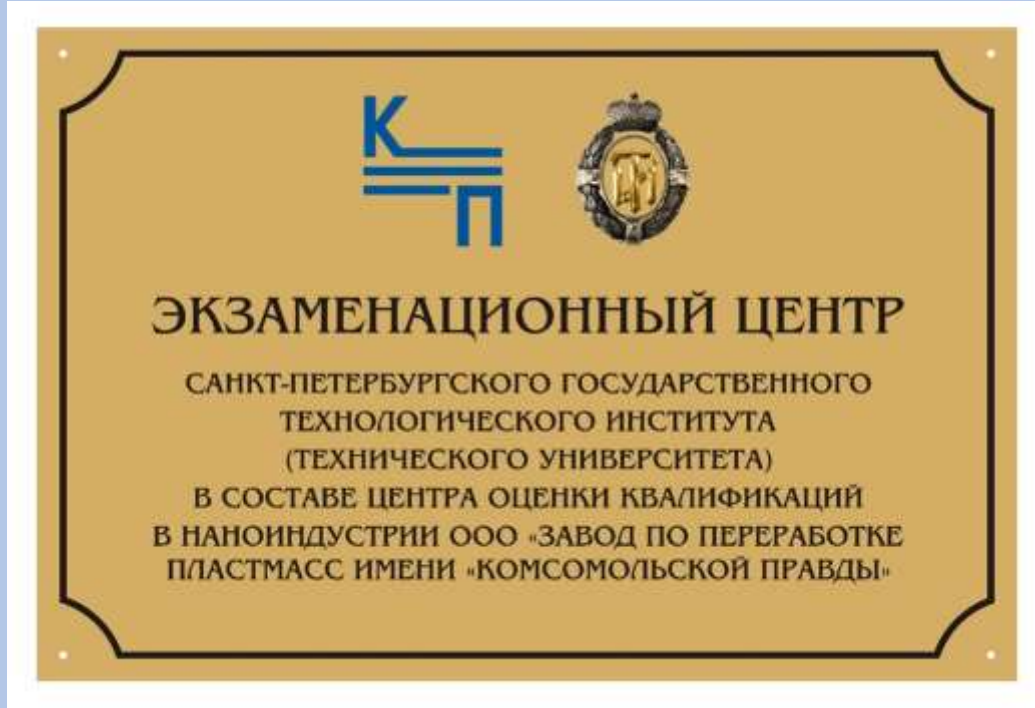 К
П
ЭКЗАМЕНАЦИОННЫЙ ЦЕНТР
САНКТ-ПЕТЕРБУРГСКОГО ГОСУДАРСТВЕННОГО
ТЕХНОЛОГИЧЕСКОГО ИНСТИТУТА
(ТЕХНИЧЕСКОГО УНИВЕРСИТЕТА)
В СОСТАВЕ ЦЕНТРА ОЦЕНКИ КВАЛИФИКАЦИЙ
В НАНОИНДУСТРИИ ООО «ЗАВОД ПО ПЕРЕРАБОТКЕ
ПЛАСТМАСС ИМЕНИ «КОМСОМОЛЬСКОЙ ПРАВДЫ»